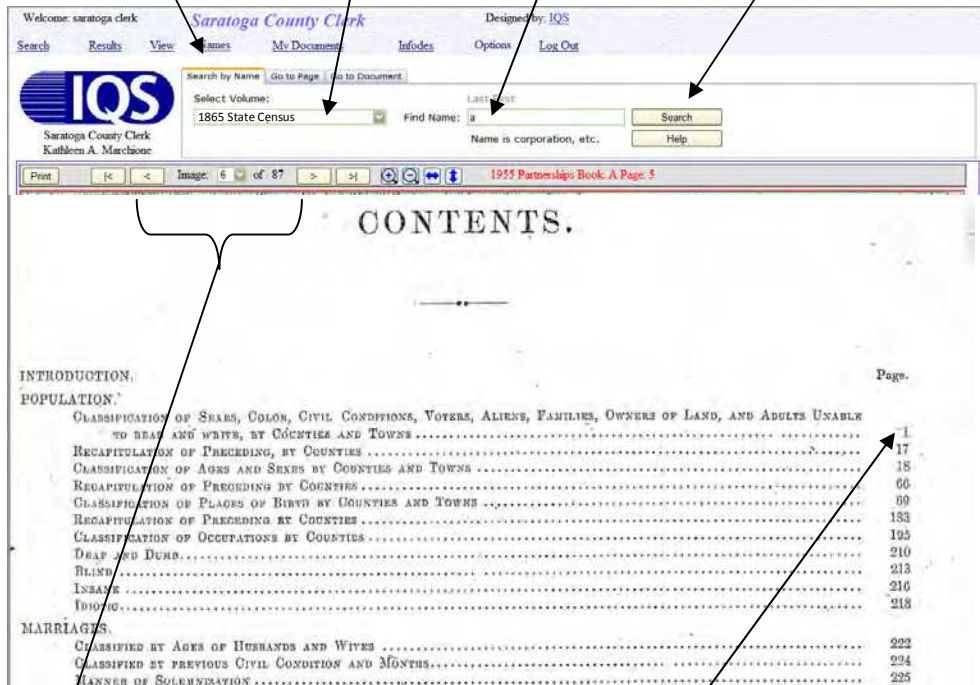 Welcome: saratoga clerk Saratoga County Clerk Designed by: IQS
Search Results View Names My Documents Infodex Options Log Out
Search by Name Go to Page Go to Document
IQS
Saratoga County Clerk
Kathleen A. Marchione
Select Volume: Last First
1865 State Census Find Name: a Search
Name is corporation, etc. Help
Print |< < Image: 6 of 87 > >| 1955 Partnerships Book: A Page: 5
CONTENTS.
INTRODUCTION. Page.
POPULATION.
CLASSIFICATION OF SEXES, COLOR, CIVIL CONDITIONS, VOTERS, ALIENS, FAMILIES, OWNERS OF LAND, AND ADULTS UNABLE
TO READ AND WRITE, BY COUNTIES AND TOWNS 1
RECAPITULATION OF PRECEDING, BY COUNTIES 17
CLASSIFICATION OF AGES AND SEXES BY COUNTIES AND TOWNS 18
RECAPITULATION OF PRECEDING BY COUNTIES 66
CLASSIFICATION OF PLACES OF BIRTH BY COUNTIES AND TOWNS 69
RECAPITULATION OF PRECEDING BY COUNTIES 183
CLASSIFICATION OF OCCUPATIONS BY COUNTIES 195
DEAF AND DUMB 210
BLIND 213
INSANE 216
IDIOTIC 218
MARRIAGES.
CLASSIFIED BY AGES OF HUSBANDS AND WIVES 222
CLASSIFIED BY PREVIOUS CIVIL CONDITION AND MONTHS 224
MANNER OF SOLEMNIZATION 225